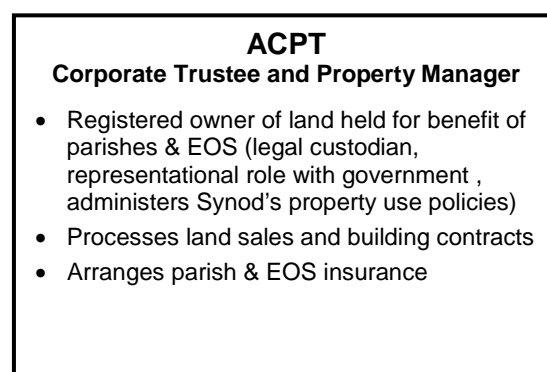 ACPT
Corporate Trustee and Property Manager
• Registered owner of land held for benefit of
parishes & EOS (legal custodian,
representational role with government ,
administers Synod's property use policies)
• Processes land sales and building contracts
• Arranges parish & EOS insurance